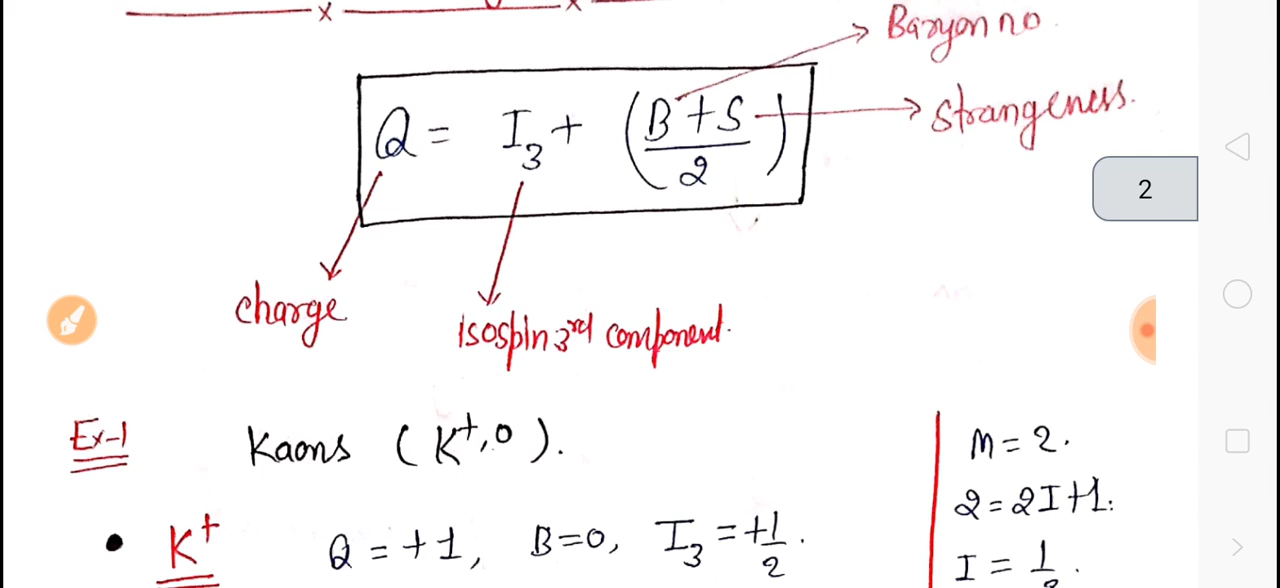 Baryon no.
Q = I₃ + (B+S/2)
Strangeness.
2
charge
isospin 3rd component.
Ex-1
Kaons (K⁺,⁰).
M = 2.
2 = 2I+1.
• K⁺ Q = +1, B=0, I₃ = +1/2.
I = 1/2.